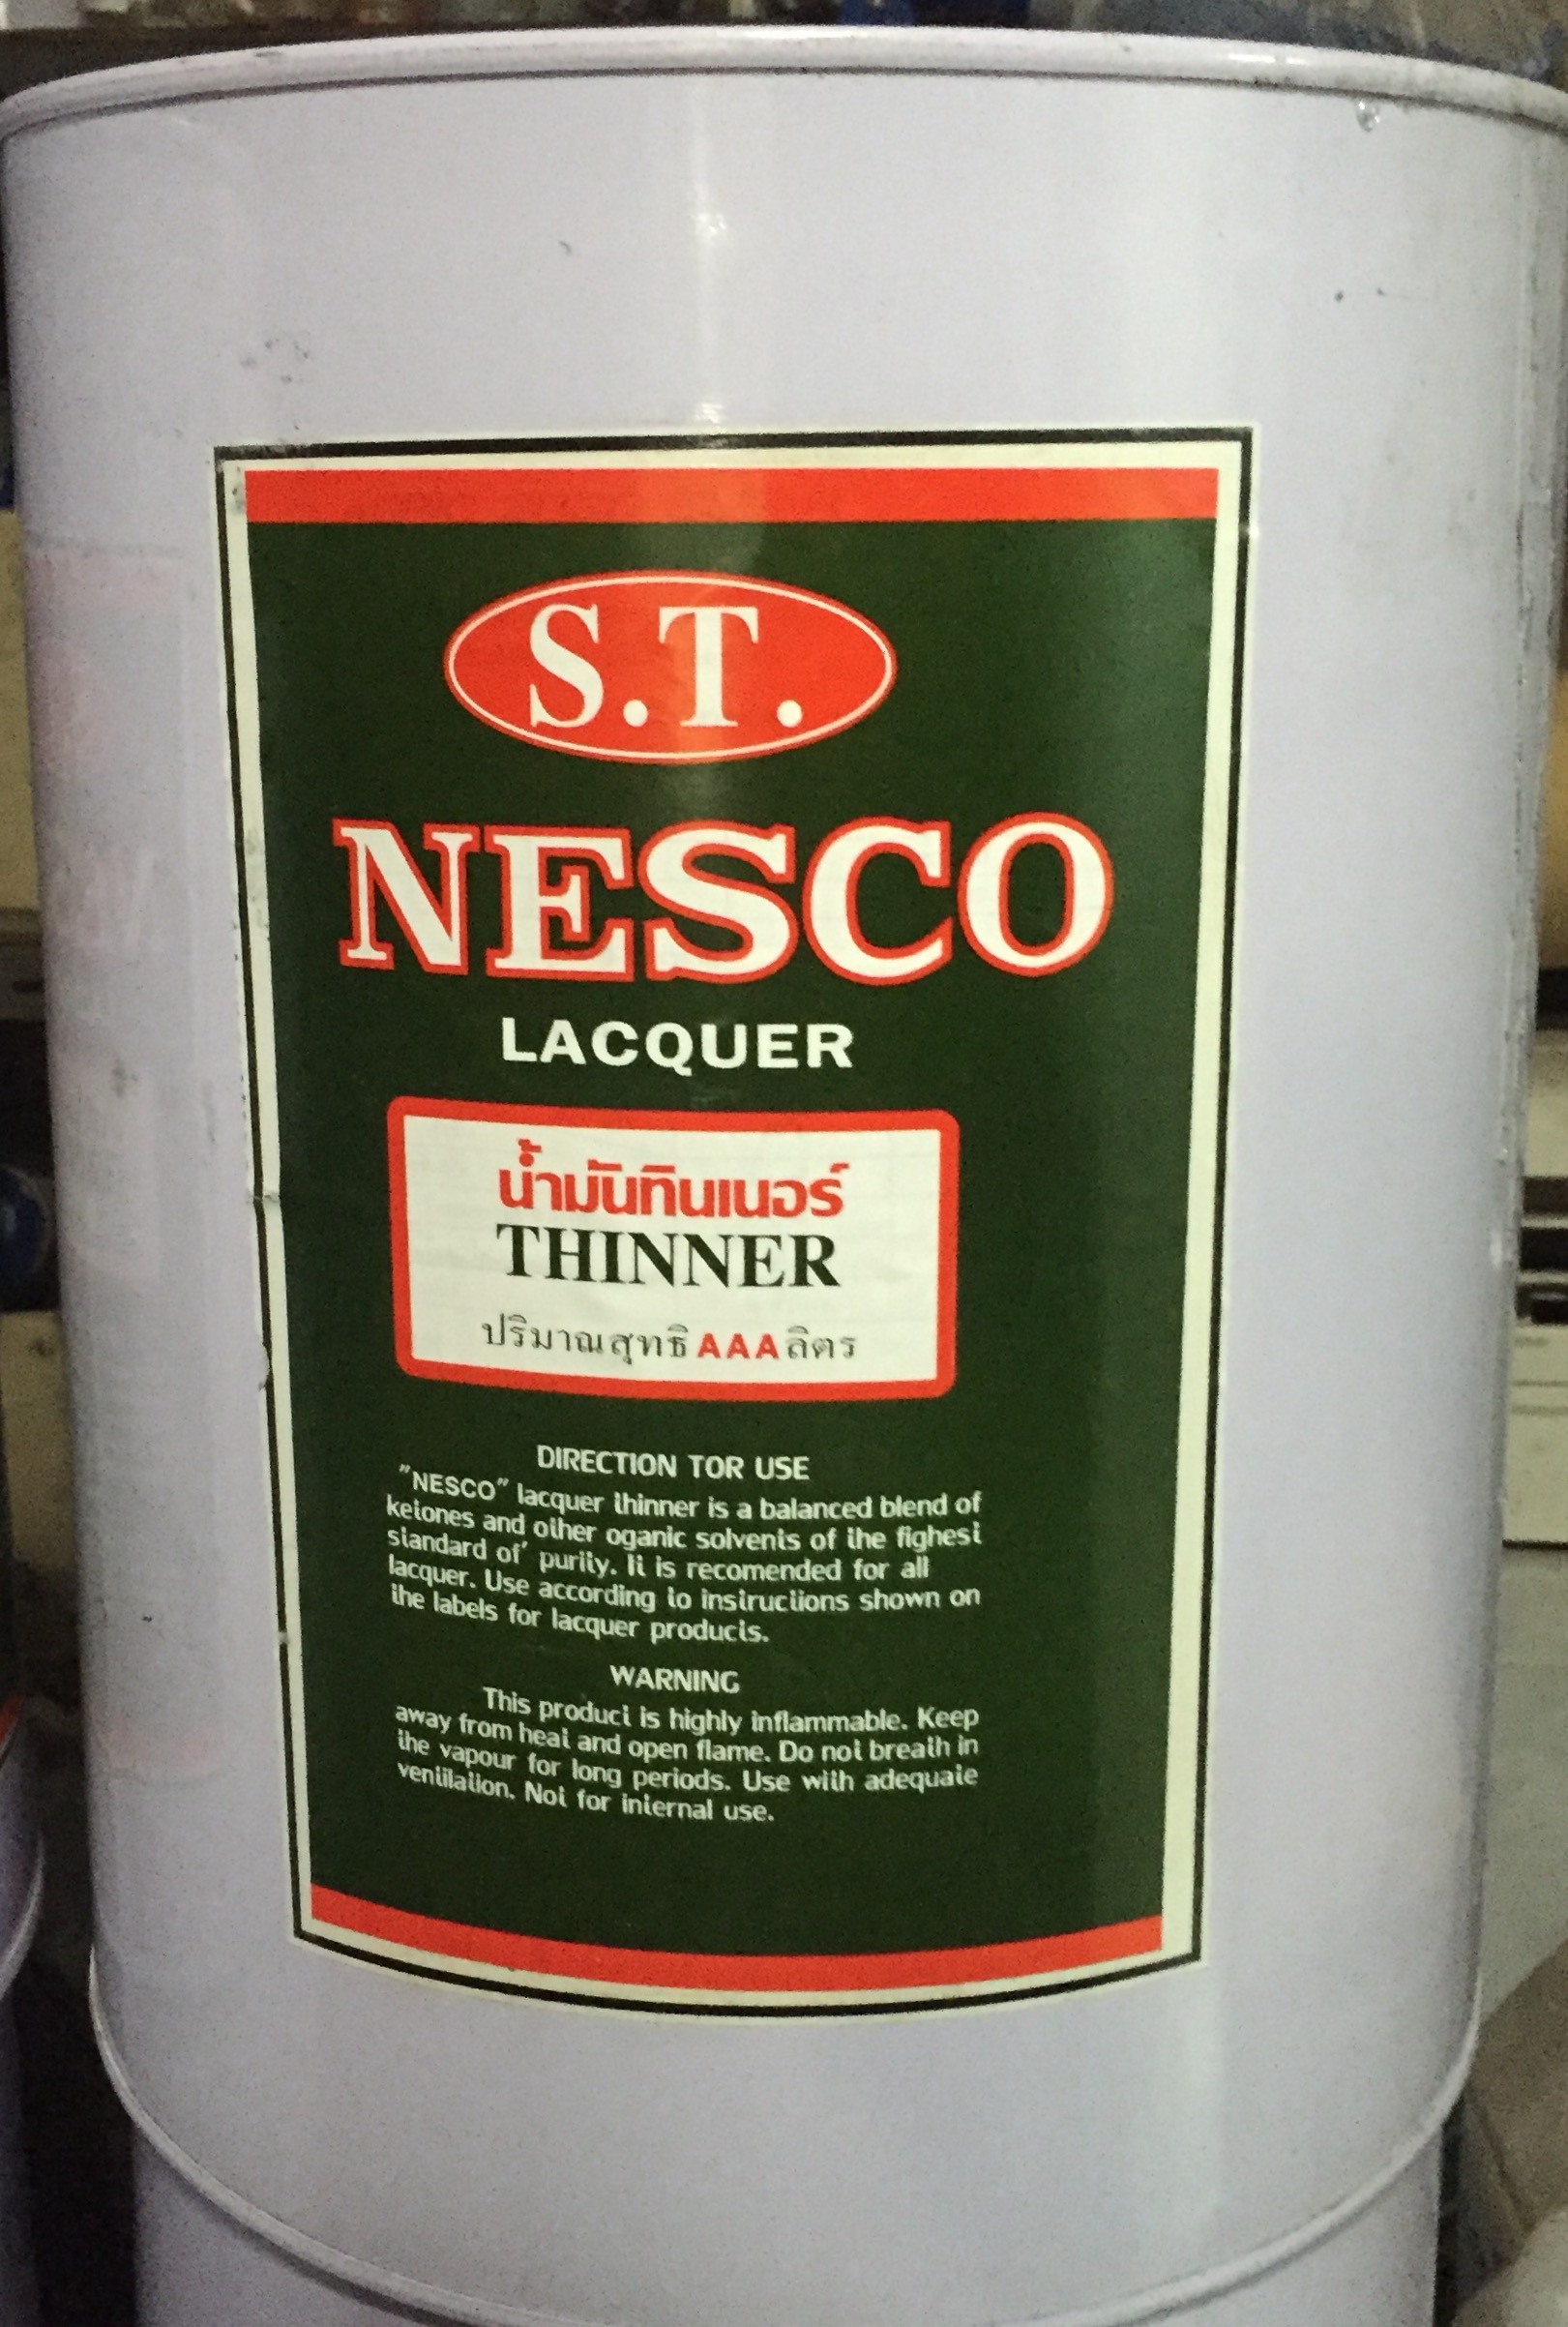 S.T.
NESCO
LACQUER
น้ำมันทินเนอร์
THINNER
ปริมาณสุทธิ AAA ลิตร
DIRECTION TOR USE
"NESCO" lacquer thinner is a balanced blend of
ketones and other oganic solvents of the fighest
standard of' purity. It is recomended for all
lacquer. Use according to instructions shown on
the labels for lacquer products.
WARNING
This product is highly inflammable. Keep
away from heat and open flame. Do not breath in
the vapour for long periods. Use with adequate
ventilation. Not for internal use.